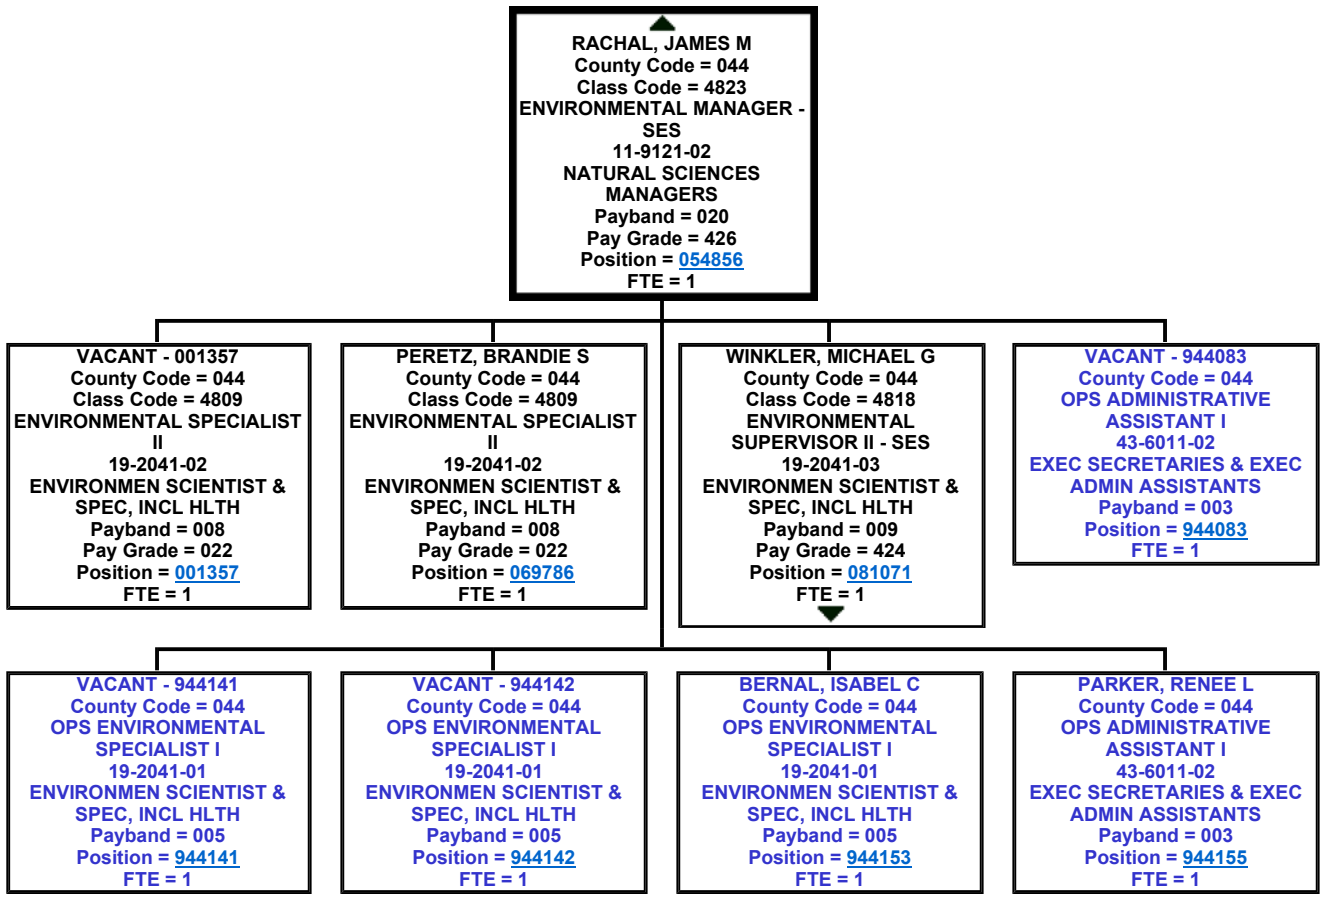 RACHAL, JAMES M
County Code = 044
Class Code = 4823
ENVIRONMENTAL MANAGER -
SES
11-9121-02
NATURAL SCIENCES
MANAGERS
Payband = 020
Pay Grade = 426
Position = 054856
FTE = 1
VACANT - 001357
County Code = 044
Class Code = 4809
ENVIRONMENTAL SPECIALIST
II
19-2041-02
ENVIRONMEN SCIENTIST &
SPEC, INCL HLTH
Payband = 008
Pay Grade = 022
Position = 001357
FTE = 1
PERETZ, BRANDIE S
County Code = 044
Class Code = 4809
ENVIRONMENTAL SPECIALIST
II
19-2041-02
ENVIRONMEN SCIENTIST &
SPEC, INCL HLTH
Payband = 008
Pay Grade = 022
Position = 069786
FTE = 1
WINKLER, MICHAEL G
County Code = 044
Class Code = 4818
ENVIRONMENTAL
SUPERVISOR II - SES
19-2041-03
ENVIRONMEN SCIENTIST &
SPEC, INCL HLTH
Payband = 009
Pay Grade = 424
Position = 081071
FTE = 1
VACANT - 944083
County Code = 044
OPS ADMINISTRATIVE
ASSISTANT I
43-6011-02
EXEC SECRETARIES & EXEC
ADMIN ASSISTANTS
Payband = 003
Position = 944083
FTE = 1
VACANT - 944141
County Code = 044
OPS ENVIRONMENTAL
SPECIALIST I
19-2041-01
ENVIRONMEN SCIENTIST &
SPEC, INCL HLTH
Payband = 005
Position = 944141
FTE = 1
VACANT - 944142
County Code = 044
OPS ENVIRONMENTAL
SPECIALIST I
19-2041-01
ENVIRONMEN SCIENTIST &
SPEC, INCL HLTH
Payband = 005
Position = 944142
FTE = 1
BERNAL, ISABEL C
County Code = 044
OPS ENVIRONMENTAL
SPECIALIST I
19-2041-01
ENVIRONMEN SCIENTIST &
SPEC, INCL HLTH
Payband = 005
Position = 944153
FTE = 1
PARKER, RENEE L
County Code = 044
OPS ADMINISTRATIVE
ASSISTANT I
43-6011-02
EXEC SECRETARIES & EXEC
ADMIN ASSISTANTS
Payband = 003
Position = 944155
FTE = 1